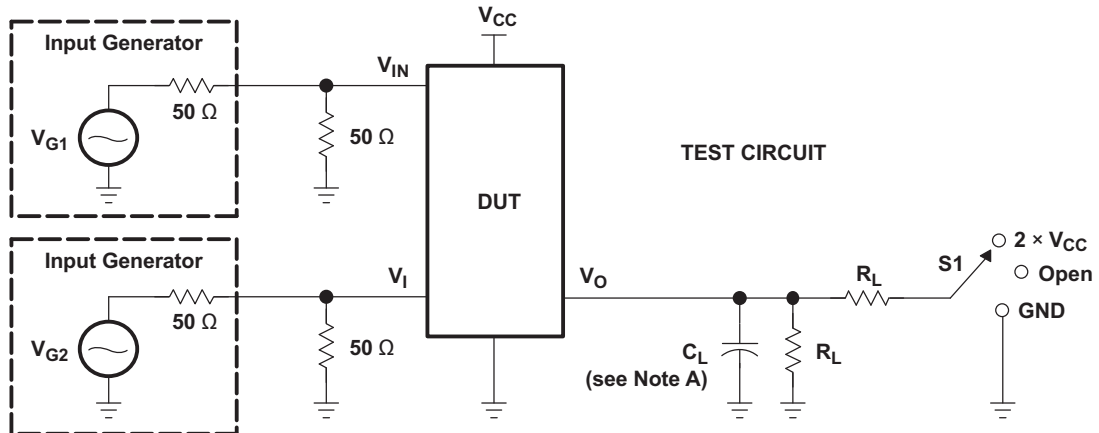 Input Generator
V_G1
50 Ω
50 Ω
V_IN
V_CC
DUT
TEST CIRCUIT
Input Generator
V_G2
50 Ω
50 Ω
V_I
V_O
C_L
(see Note A)
R_L
R_L
S1
2 × V_CC
Open
GND